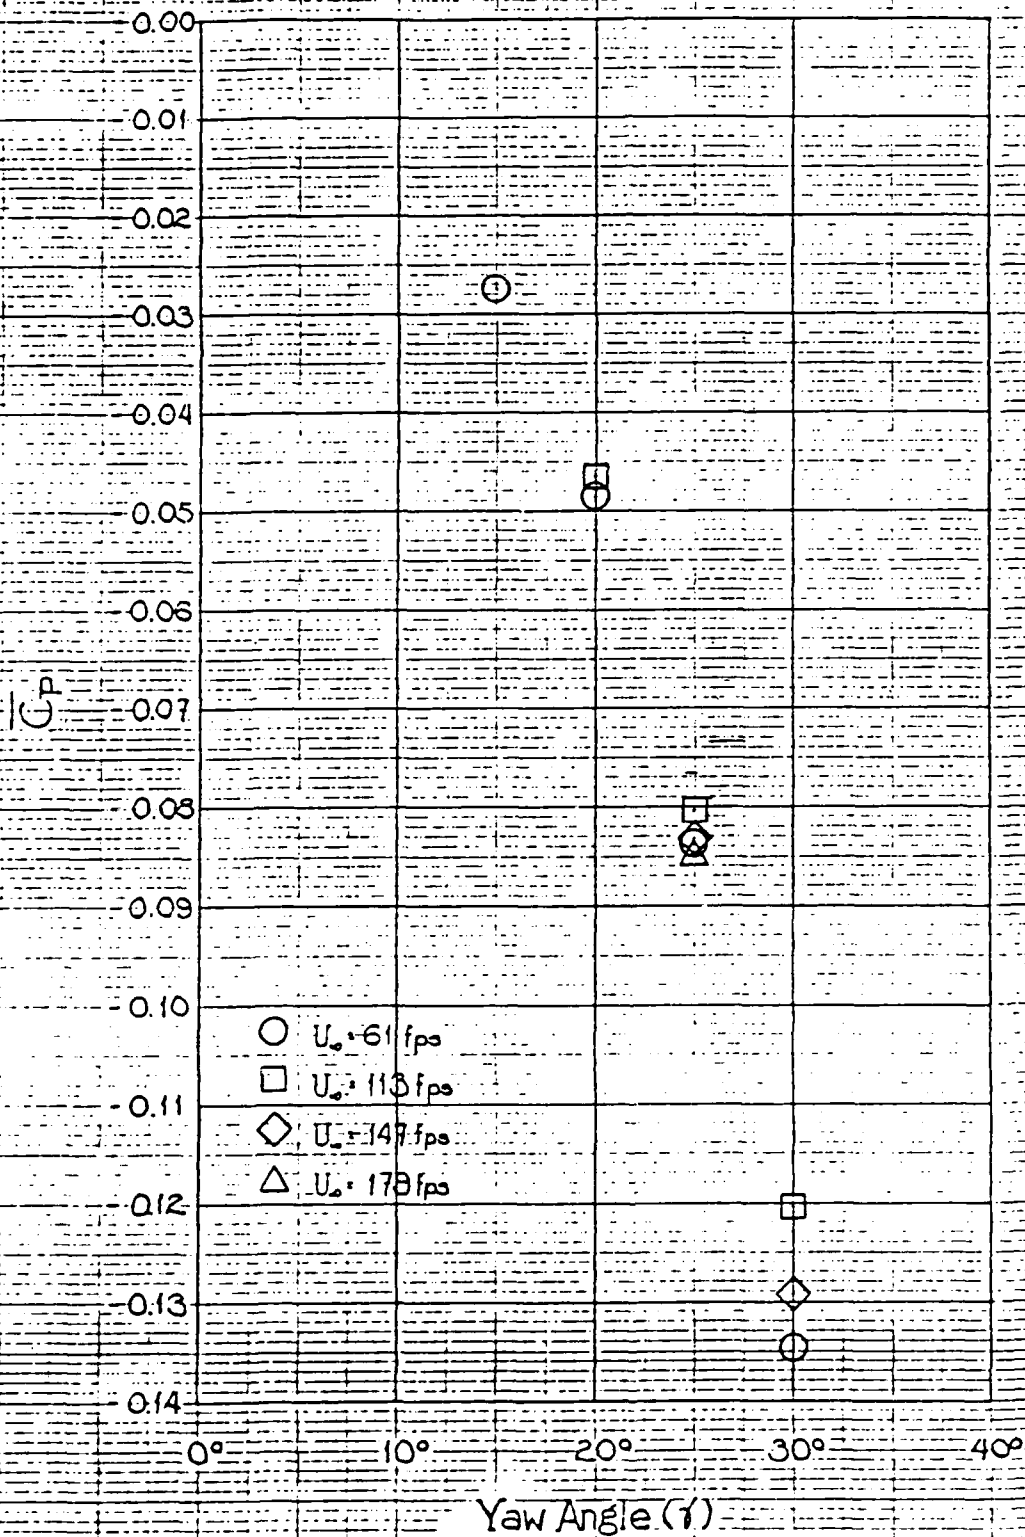 0.00
-0.01
-0.02
-0.03
-0.04
-0.05
-0.06
C̅p
-0.07
-0.08
-0.09
-0.10
U∞ = 61 fps
U∞ = 113 fps
-0.11
U∞ = 147 fps
U∞ = 178 fps
-0.12
-0.13
-0.14
0° 10° 20° 30° 40°
Yaw Angle (γ)